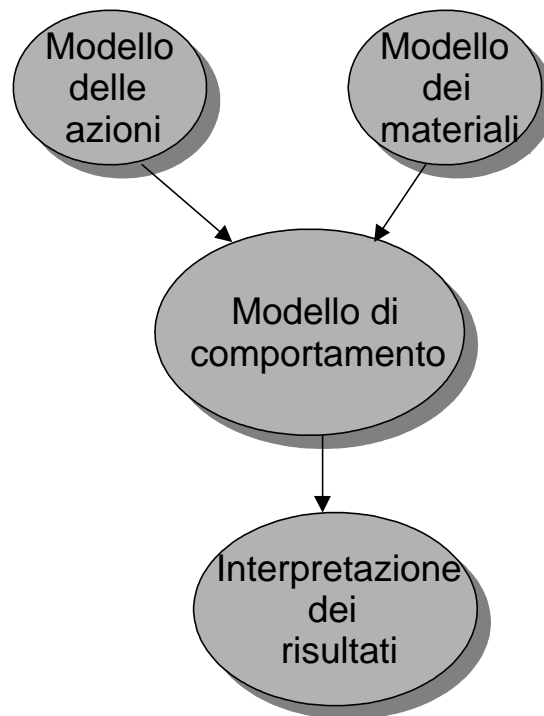 Modello
delle
azioni
Modello
dei
materiali
Modello di
comportamento
Interpretazione
dei
risultati